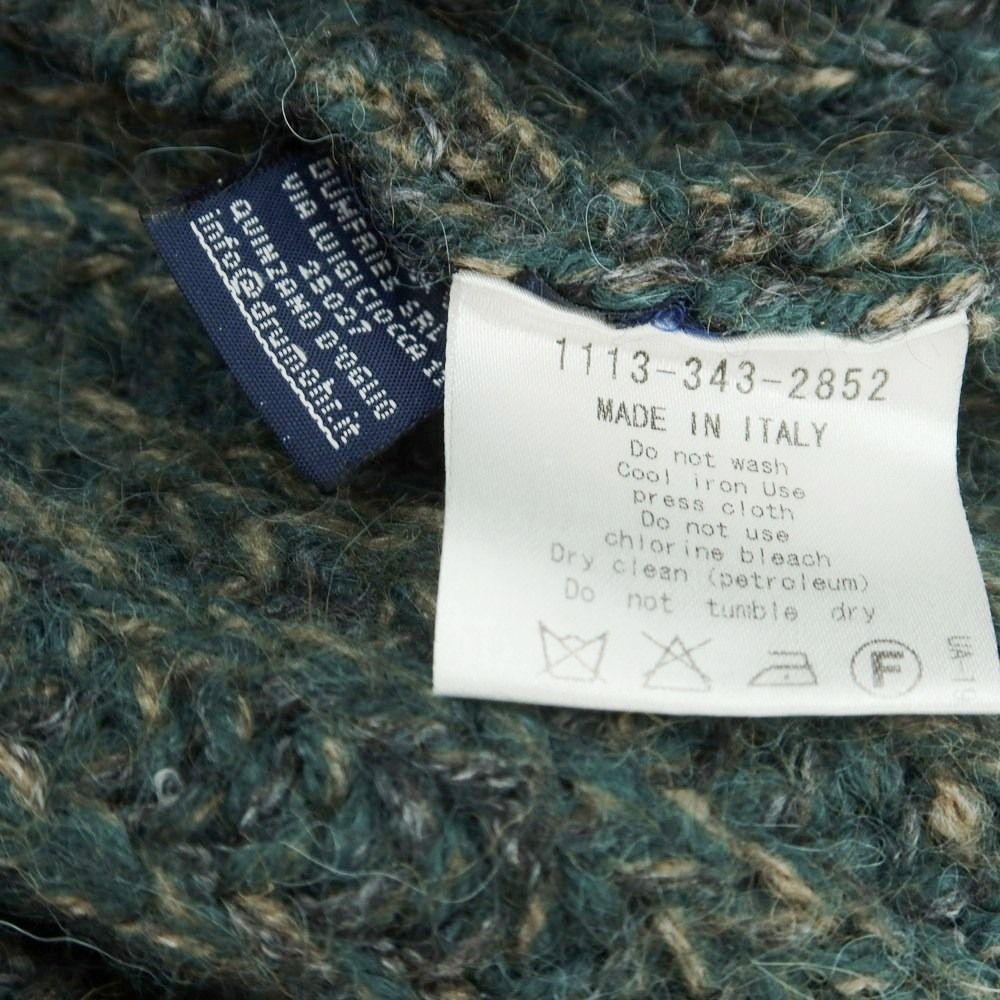 DUMFRIES SRL
VIA LUIGI CIOCCA
25027
QUINZANO D'OGLIO
info@drumohr.it
1113-343-2852
MADE IN ITALY
Do not wash
Cool iron Use
press cloth
Do not use
chlorine bleach
Dry clean (petroleum)
Do not tumble dry
F